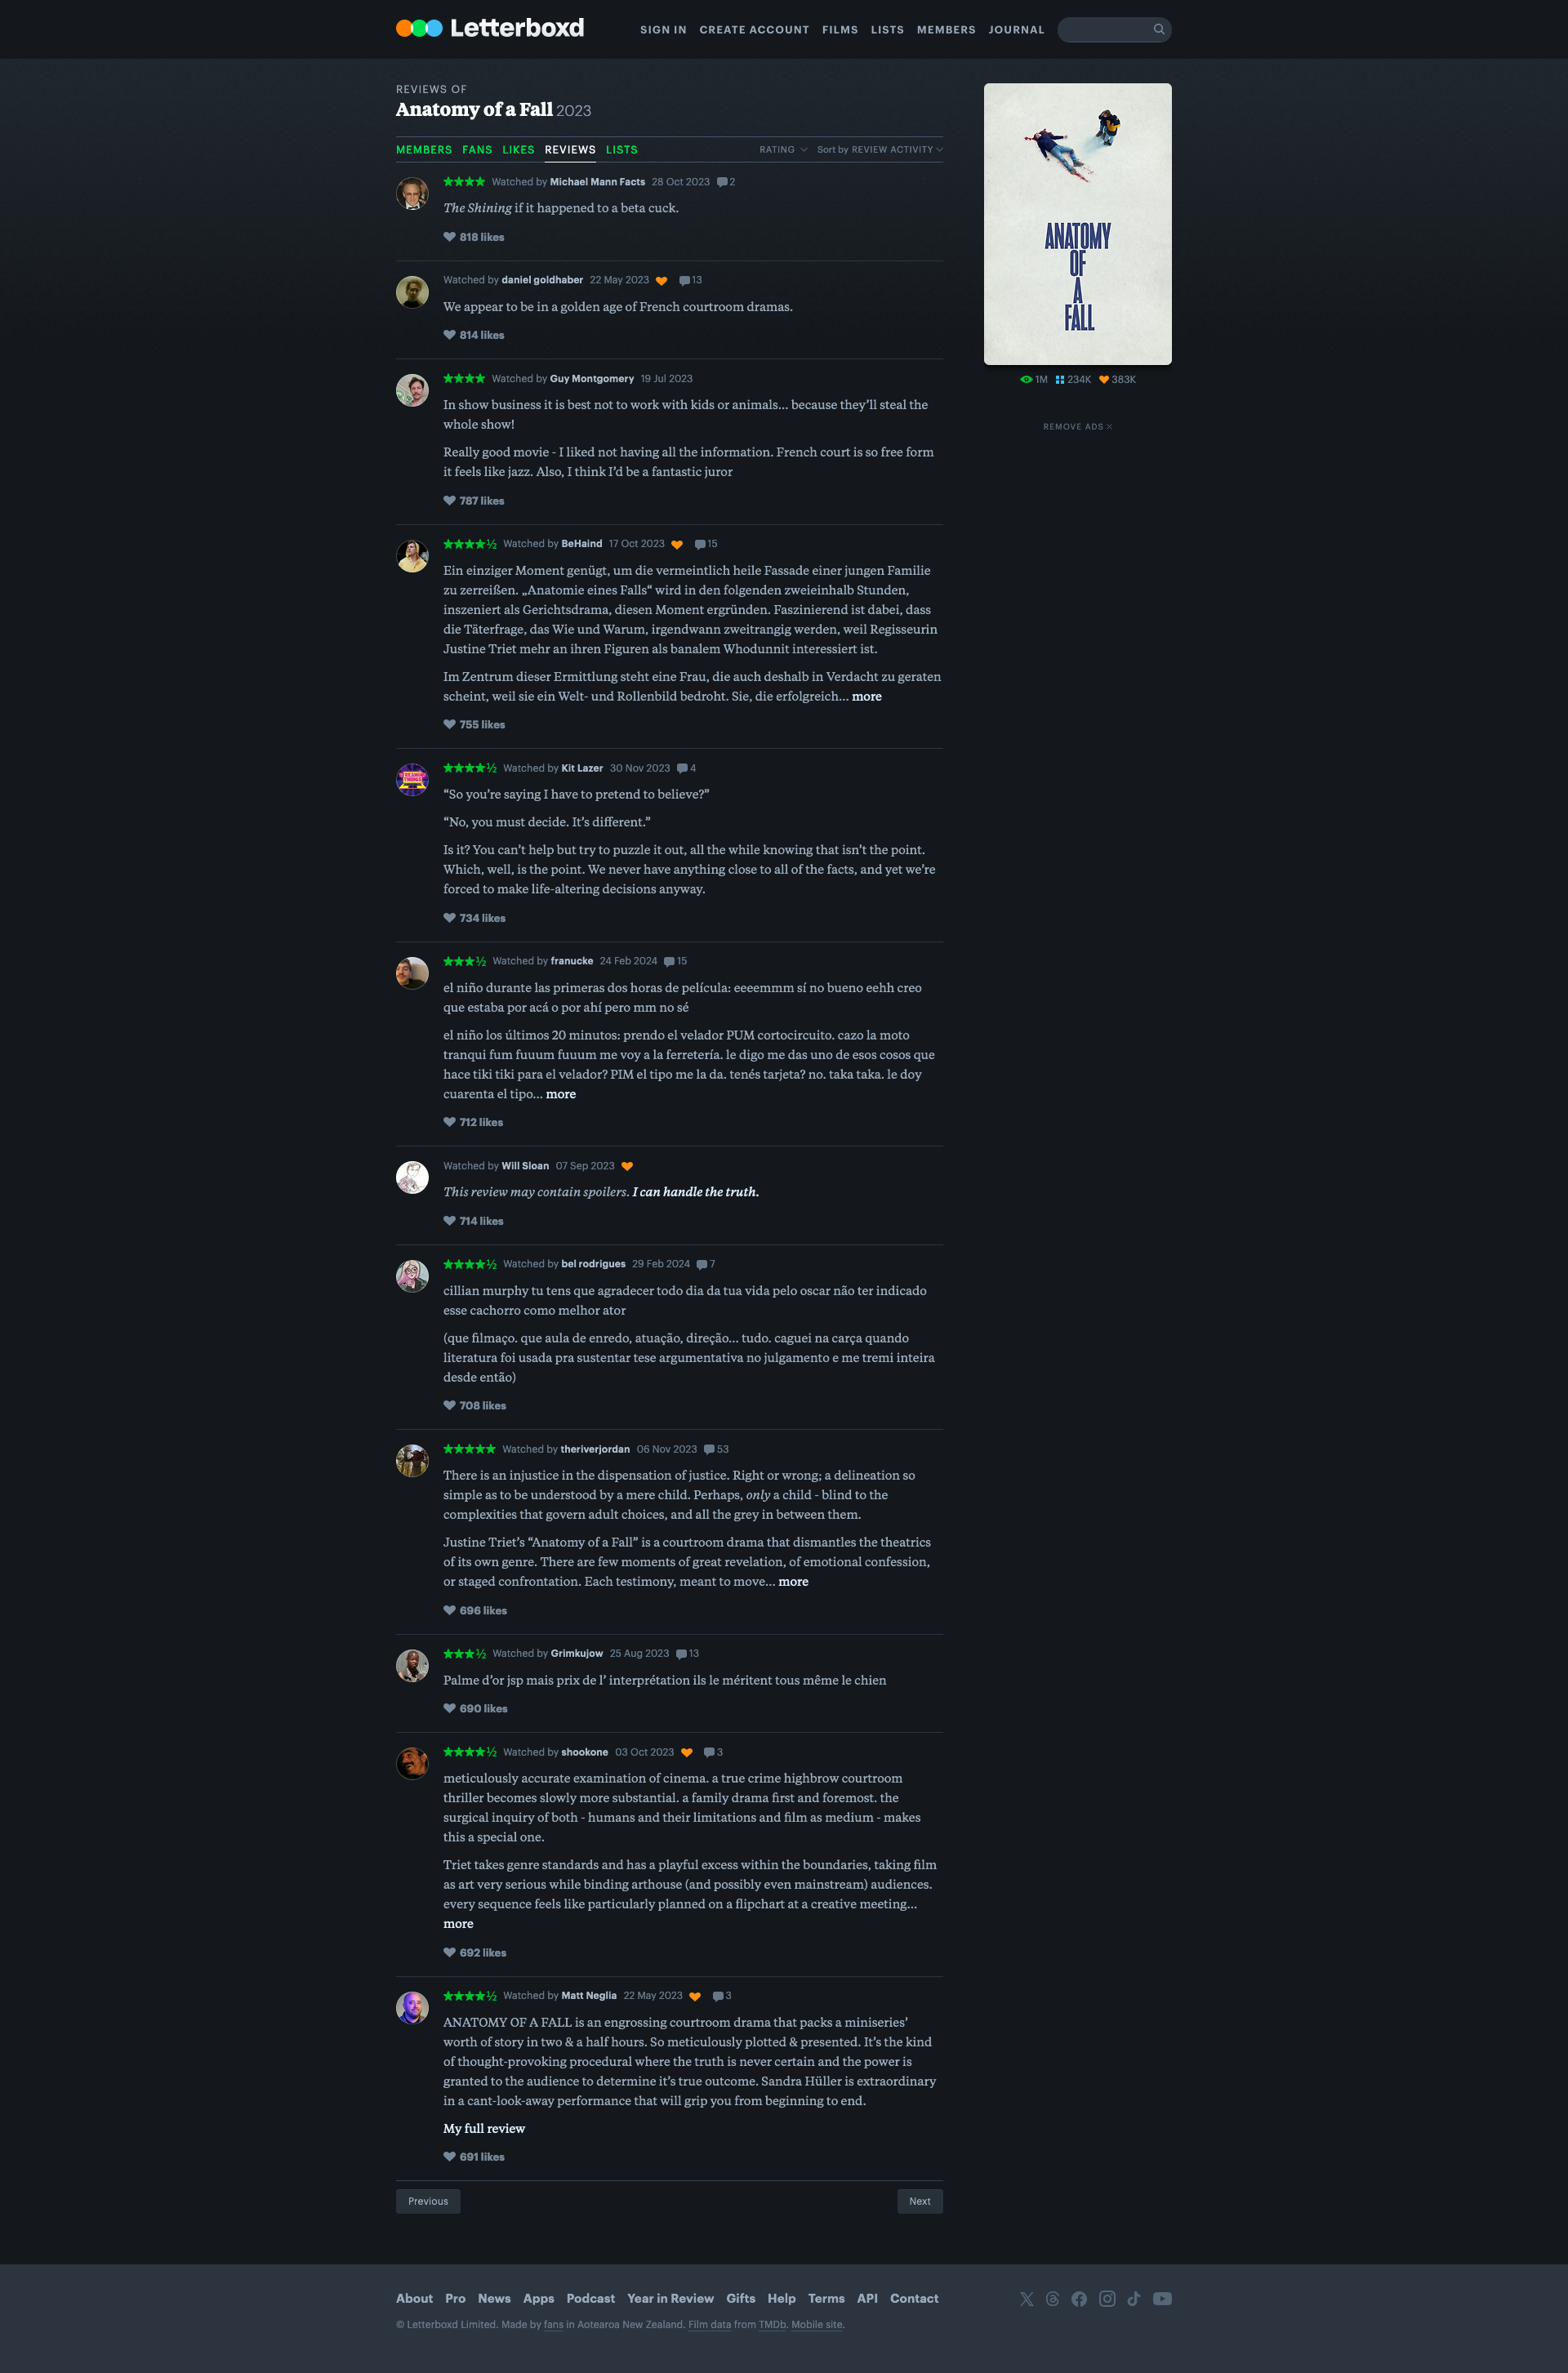 Letterboxd
SIGN IN CREATE ACCOUNT FILMS LISTS MEMBERS JOURNAL
REVIEWS OF
Anatomy of a Fall 2023
MEMBERS FANS LIKES REVIEWS LISTS RATING Sort by REVIEW ACTIVITY
★★★★ Watched by Michael Mann Facts 28 Oct 2023 2
The Shining if it happened to a beta cuck.
818 likes
Watched by daniel goldhaber 22 May 2023 13
We appear to be in a golden age of French courtroom dramas.
814 likes
★★★★ Watched by Guy Montgomery 19 Jul 2023
In show business it is best not to work with kids or animals… because they’ll steal the
whole show!
Really good movie - I liked not having all the information. French court is so free form
it feels like jazz. Also, I think I’d be a fantastic juror
787 likes
★★★★½ Watched by BeHaind 17 Oct 2023 15
Ein einziger Moment genügt, um die vermeintlich heile Fassade einer jungen Familie
zu zerreißen. „Anatomie eines Falls“ wird in den folgenden zweieinhalb Stunden,
inszeniert als Gerichtsdrama, diesen Moment ergründen. Faszinierend ist dabei, dass
die Täterfrage, das Wie und Warum, irgendwann zweitrangig werden, weil Regisseurin
Justine Triet mehr an ihren Figuren als banalem Whodunnit interessiert ist.
Im Zentrum dieser Ermittlung steht eine Frau, die auch deshalb in Verdacht zu geraten
scheint, weil sie ein Welt- und Rollenbild bedroht. Sie, die erfolgreich… more
755 likes
★★★★½ Watched by Kit Lazer 30 Nov 2023 4
“So you’re saying I have to pretend to believe?”
“No, you must decide. It’s different.”
Is it? You can’t help but try to puzzle it out, all the while knowing that isn’t the point.
Which, well, is the point. We never have anything close to all of the facts, and yet we’re
forced to make life-altering decisions anyway.
734 likes
★★★½ Watched by franucke 24 Feb 2024 15
el niño durante las primeras dos horas de película: eeeemmm sí no bueno eehh creo
que estaba por acá o por ahí pero mm no sé
el niño los últimos 20 minutos: prendo el velador PUM cortocircuito. cazo la moto
tranqui fum fuuum fuuum me voy a la ferretería. le digo me das uno de esos cosos que
hace tiki tiki para el velador? PIM el tipo me la da. tenés tarjeta? no. taka taka. le doy
cuarenta el tipo… more
712 likes
Watched by Will Sloan 07 Sep 2023
This review may contain spoilers. I can handle the truth.
714 likes
★★★★½ Watched by bel rodrigues 29 Feb 2024 7
cillian murphy tu tens que agradecer todo dia da tua vida pelo oscar não ter indicado
esse cachorro como melhor ator
(que filmaço. que aula de enredo, atuação, direção… tudo. caguei na carça quando
literatura foi usada pra sustentar tese argumentativa no julgamento e me tremi inteira
desde então)
708 likes
★★★★★ Watched by theriverjordan 06 Nov 2023 53
There is an injustice in the dispensation of justice. Right or wrong; a delineation so
simple as to be understood by a mere child. Perhaps, only a child - blind to the
complexities that govern adult choices, and all the grey in between them.
Justine Triet’s “Anatomy of a Fall” is a courtroom drama that dismantles the theatrics
of its own genre. There are few moments of great revelation, of emotional confession,
or staged confrontation. Each testimony, meant to move… more
696 likes
★★★½ Watched by Grimkujow 25 Aug 2023 13
Palme d’or jsp mais prix de l’ interprétation ils le méritent tous même le chien
690 likes
★★★★½ Watched by shookone 03 Oct 2023 3
meticulously accurate examination of cinema. a true crime highbrow courtroom
thriller becomes slowly more substantial. a family drama first and foremost. the
surgical inquiry of both - humans and their limitations and film as medium - makes
this a special one.
Triet takes genre standards and has a playful excess within the boundaries, taking film
as art very serious while binding arthouse (and possibly even mainstream) audiences.
every sequence feels like particularly planned on a flipchart at a creative meeting…
more
692 likes
★★★★½ Watched by Matt Neglia 22 May 2023 3
ANATOMY OF A FALL is an engrossing courtroom drama that packs a miniseries’
worth of story in two & a half hours. So meticulously plotted & presented. It’s the kind
of thought-provoking procedural where the truth is never certain and the power is
granted to the audience to determine it’s true outcome. Sandra Hüller is extraordinary
in a cant-look-away performance that will grip you from beginning to end.
My full review
691 likes
Previous Next
ANATOMY
OF
A
FALL
1M 234K 383K
REMOVE ADS
About Pro News Apps Podcast Year in Review Gifts Help Terms API Contact
© Letterboxd Limited. Made by fans in Aotearoa New Zealand. Film data from TMDb. Mobile site.